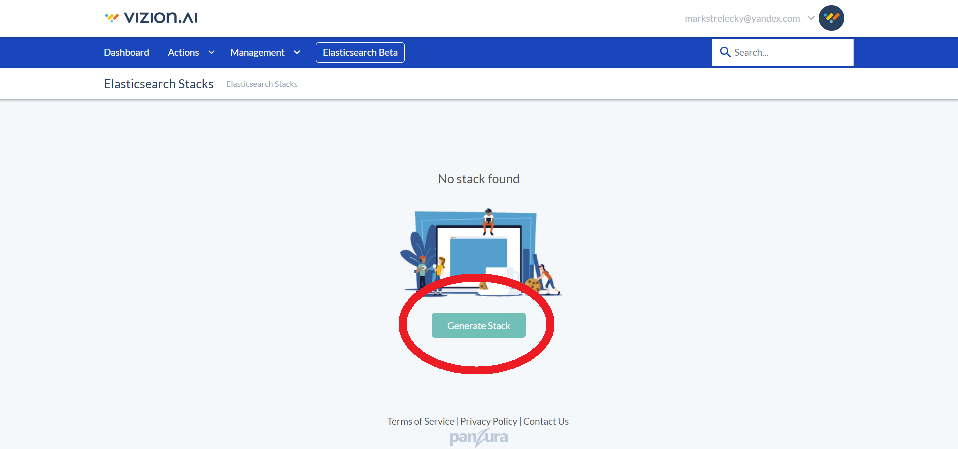 VIZION.AI
markstrelecky@yandex.com
Dashboard Actions Management Elasticsearch Beta Search...
Elasticsearch Stacks Elasticsearch Stacks
No stack found
Generate Stack
Terms of Service | Privacy Policy | Contact Us
panzura